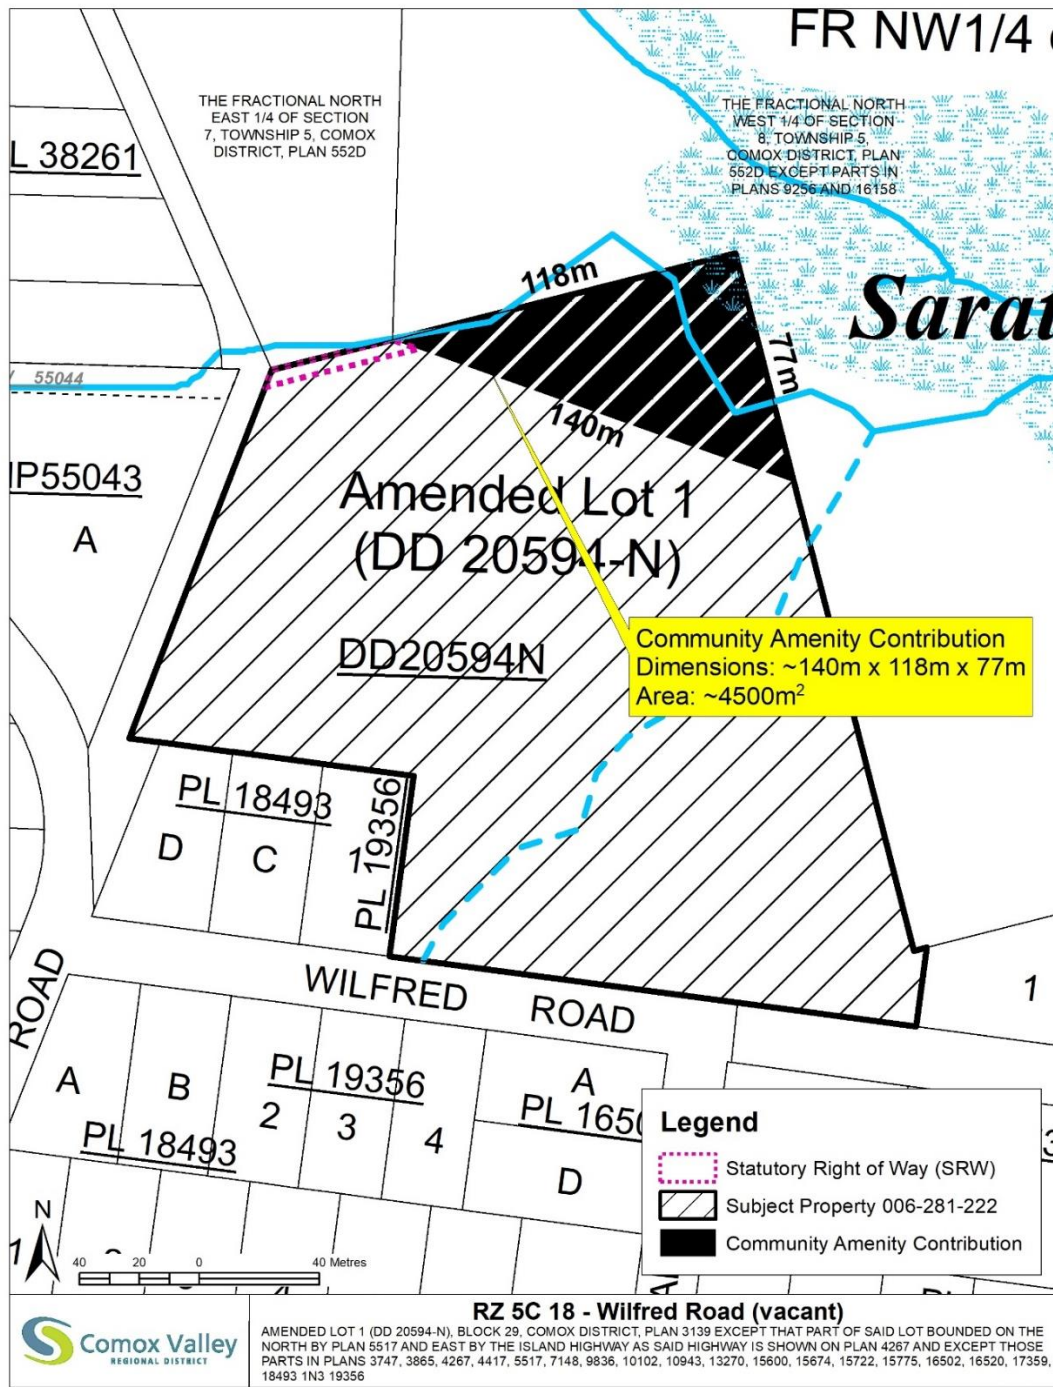 FR NW1/4
THE FRACTIONAL NORTH
EAST 1/4 OF SECTION
7, TOWNSHIP 5, COMOX
DISTRICT, PLAN 552D
THE FRACTIONAL NORTH
WEST 1/4 OF SECTION
8, TOWNSHIP 5,
COMOX DISTRICT, PLAN
552D EXCEPT PARTS IN
PLANS 9256 AND 16158
L 38261
118m
Sarat
77m
55044
140m
IP55043
A
Amended Lot 1
(DD 20594-N)
DD20594N
Community Amenity Contribution
Dimensions: ~140m x 118m x 77m
Area: ~4500m²
PL 18493
D
C
1
PL 19356
WILFRED ROAD
ROAD
1
A
B
PL 18493
PL 19356
2
3
4
A
PL 1650
D
Legend
Statutory Right of Way (SRW)
Subject Property 006-281-222
Community Amenity Contribution
N
1
40 20 0 40 Metres
Comox Valley
REGIONAL DISTRICT
RZ 5C 18 - Wilfred Road (vacant)
AMENDED LOT 1 (DD 20594-N), BLOCK 29, COMOX DISTRICT, PLAN 3139 EXCEPT THAT PART OF SAID LOT BOUNDED ON THE
NORTH BY PLAN 5517 AND EAST BY THE ISLAND HIGHWAY AS SAID HIGHWAY IS SHOWN ON PLAN 4267 AND EXCEPT THOSE
PARTS IN PLANS 3747, 3865, 4267, 4417, 5517, 7148, 9836, 10102, 10943, 13270, 15600, 15674, 15722, 15775, 16502, 16520, 17359,
18493 1N3 19356